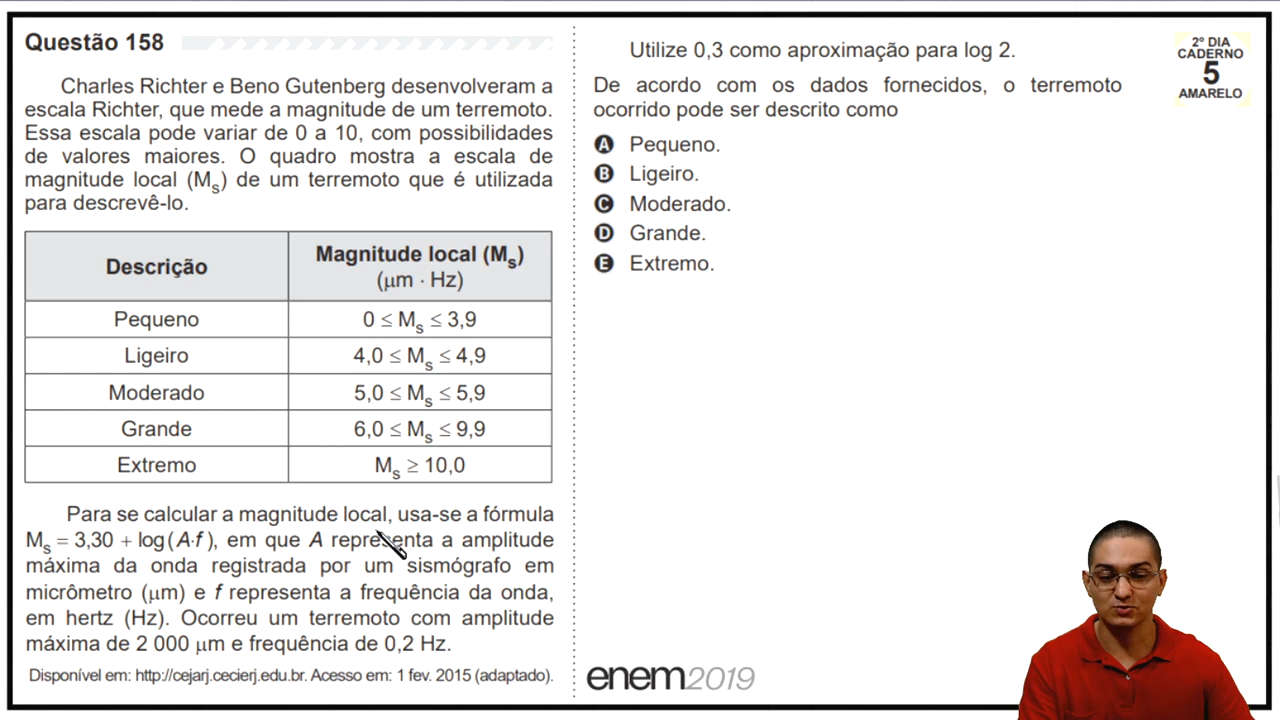 Questão 158
Charles Richter e Beno Gutenberg desenvolveram a
escala Richter, que mede a magnitude de um terremoto.
Essa escala pode variar de 0 a 10, com possibilidades
de valores maiores. O quadro mostra a escala de
magnitude local (Ms) de um terremoto que é utilizada
para descrevê-lo.
Descrição
Magnitude local (Ms)
(µm · Hz)
Pequeno
0 ≤ Ms ≤ 3,9
Ligeiro
4,0 ≤ Ms ≤ 4,9
Moderado
5,0 ≤ Ms ≤ 5,9
Grande
6,0 ≤ Ms ≤ 9,9
Extremo
Ms ≥ 10,0
Para se calcular a magnitude local, usa-se a fórmula
Ms = 3,30 + log(A·f), em que A representa a amplitude
máxima da onda registrada por um sismógrafo em
micrômetro (µm) e f representa a frequência da onda,
em hertz (Hz). Ocorreu um terremoto com amplitude
máxima de 2 000 µm e frequência de 0,2 Hz.
Disponível em: http://cejarj.cecierj.edu.br. Acesso em: 1 fev. 2015 (adaptado).
Utilize 0,3 como aproximação para log 2.
De acordo com os dados fornecidos, o terremoto
ocorrido pode ser descrito como
A Pequeno.
B Ligeiro.
C Moderado.
D Grande.
E Extremo.
2º DIA
CADERNO
5
AMARELO
enem2019